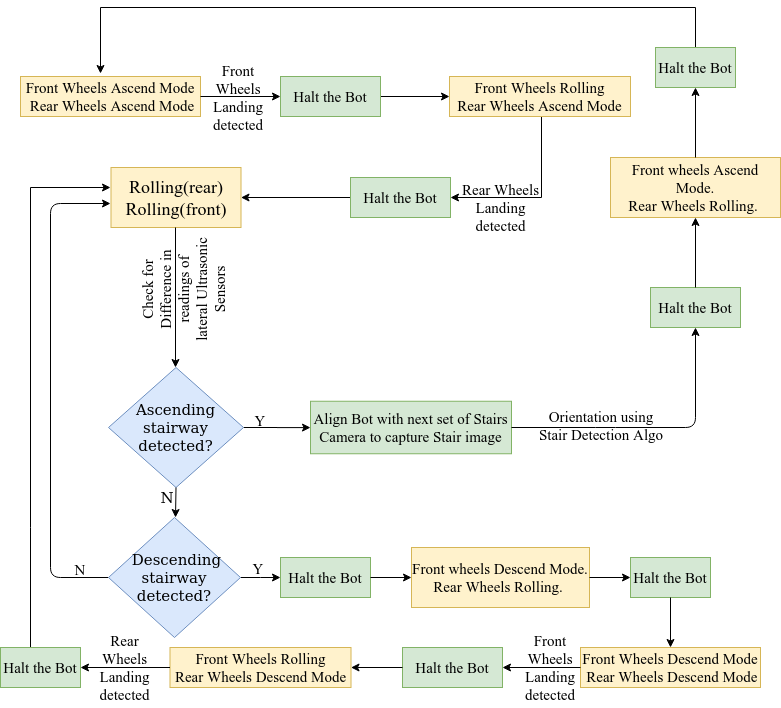 Halt the Bot
Front Wheels Ascend Mode
Rear Wheels Ascend Mode
Front
Wheels
Landing
detected
Halt the Bot
Front Wheels Rolling
Rear Wheels Ascend Mode
Rolling(rear)
Rolling(front)
Halt the Bot
Rear Wheels
Landing
detected
Front wheels Ascend
Mode.
Rear Wheels Rolling.
Check for
Difference in
readings of
lateral Ultrasonic
Sensors
Halt the Bot
Ascending
stairway
detected?
Y
Align Bot with next set of Stairs
Camera to capture Stair image
Orientation using
Stair Detection Algo
N
Descending
stairway
detected?
N
Y
Halt the Bot
Front wheels Descend Mode.
Rear Wheels Rolling.
Halt the Bot
Halt the Bot
Rear
Wheels
Landing
detected
Front Wheels Rolling
Rear Wheels Descend Mode
Halt the Bot
Front
Wheels
Landing
detected
Front Wheels Descend Mode
Rear Wheels Descend Mode